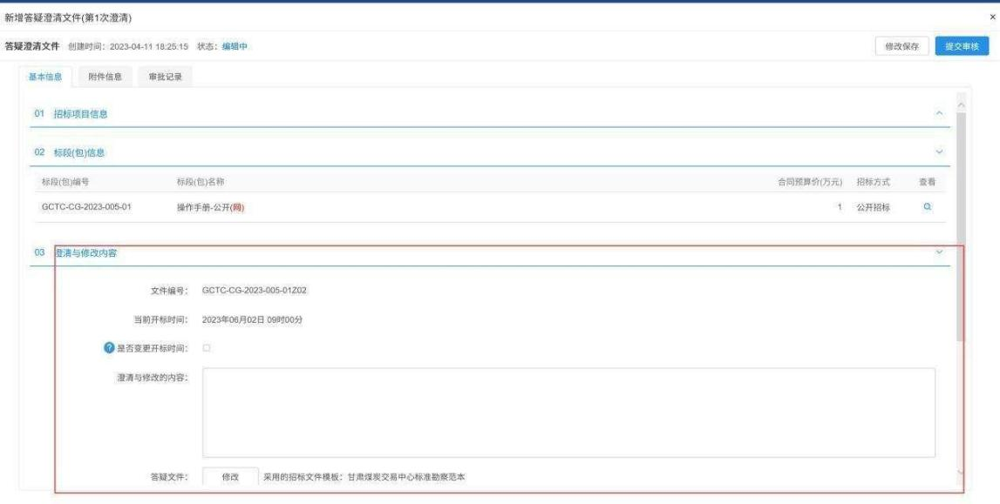 新增答疑澄清文件(第1次澄清) ×
答疑澄清文件 创建时间：2023-04-11 18:25:15 状态：编辑中 修改保存 提交审核
基本信息 附件信息 审批记录
01 招标项目信息
02 标段(包)信息
标段(包)编号 标段(包)名称 合同预算价(万元) 招标方式 查看
GCTC-CG-2023-005-01 操作手册-公开(网) 1 公开招标
03 澄清与修改内容
文件编号： GCTC-CG-2023-005-01Z02
当前开标时间： 2023年06月02日 09时00分
? 是否变更开标时间：
澄清与修改的内容：
答疑文件： 修改 采用的招标文件模板：甘肃煤炭交易中心标准勘察范本